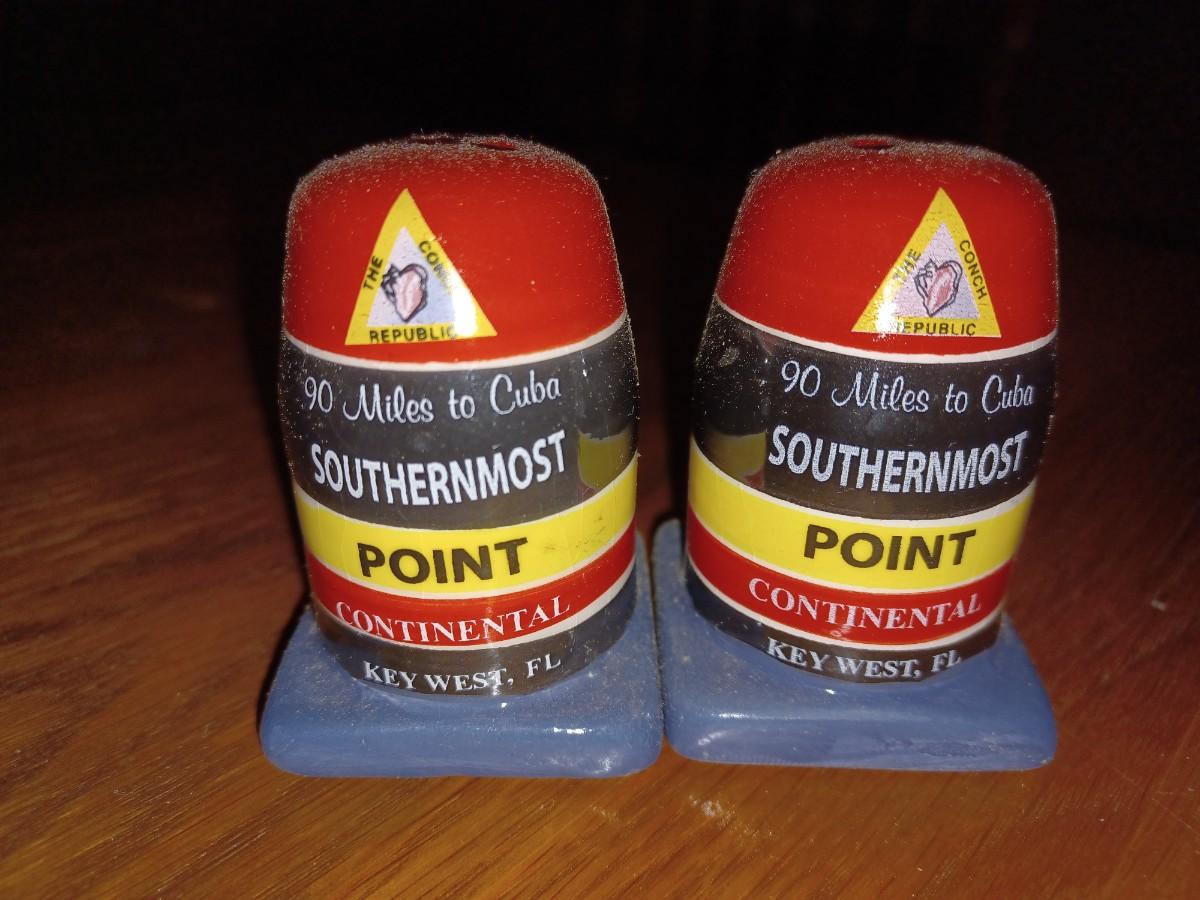 THE CONCH
REPUBLIC
90 Miles to Cuba
SOUTHERNMOST
POINT
CONTINENTAL
KEY WEST, FL
THE CONCH
REPUBLIC
90 Miles to Cuba
SOUTHERNMOST
POINT
CONTINENTAL
KEY WEST, FL